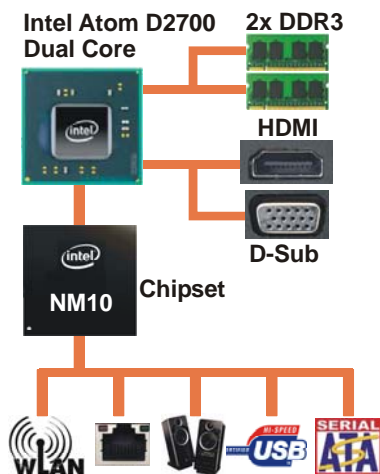 Intel Atom D2700
Dual Core
2x DDR3
intel
HDMI
D-Sub
intel
NM10
Chipset
WLAN
HI-SPEED
CERTIFIED
USB
SERIAL
ATA